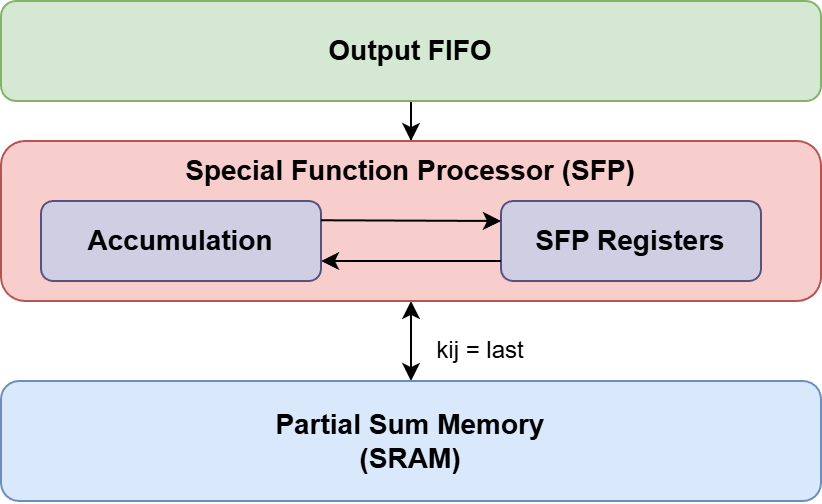 Output FIFO
Special Function Processor (SFP)
Accumulation
SFP Registers
kij = last
Partial Sum Memory
(SRAM)